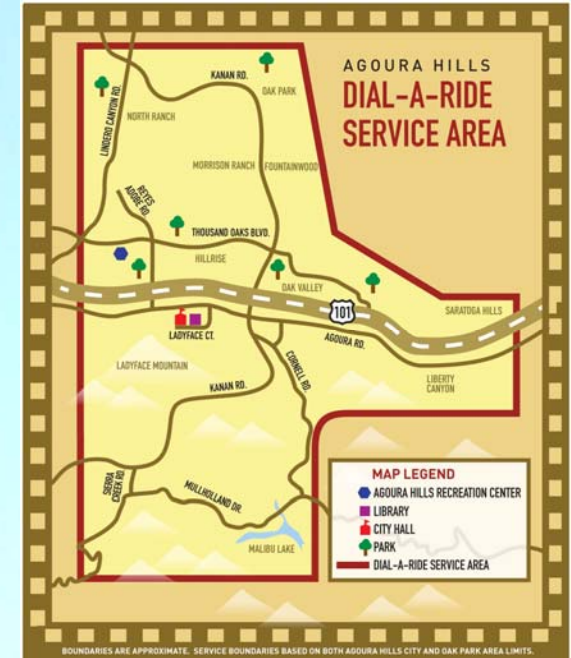 AGOURA HILLS
DIAL-A-RIDE
SERVICE AREA
KANAN RD.
OAK PARK
LINDERO CANYON RD.
NORTH RANCH
MORRISON RANCH
FOUNTAINWOOD
REYES
ADOBE RD
THOUSAND OAKS BLVD.
HILLRISE
OAK VALLEY
101
SARATOGA HILLS
LADYFACE CT.
AGOURA RD.
LADYFACE MOUNTAIN
CORNELL RD
LIBERTY
CANYON
KANAN RD.
SIERRA
CREEK RD
MULLHOLLAND DR.
MALIBU LAKE
MAP LEGEND
AGOURA HILLS RECREATION CENTER
LIBRARY
CITY HALL
PARK
DIAL-A-RIDE SERVICE AREA
BOUNDARIES ARE APPROXIMATE. SERVICE BOUNDARIES BASED ON BOTH AGOURA HILLS CITY AND OAK PARK AREA LIMITS.